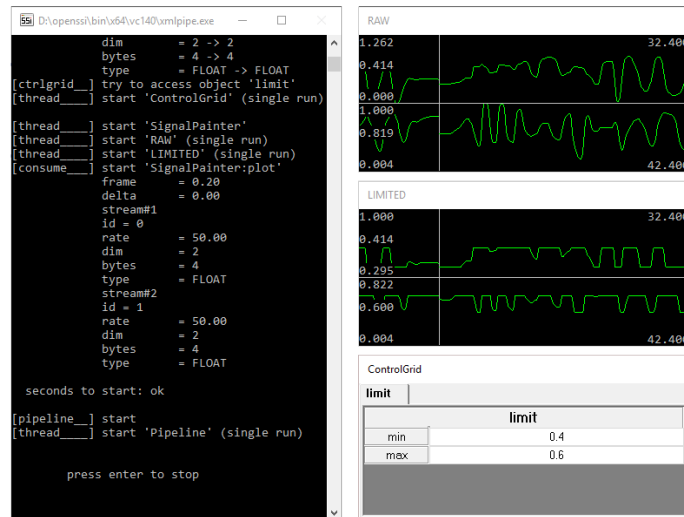 D:\openssi\bin\x64\vc140\xmlpipe.exe
dim = 2 -> 2
bytes = 4 -> 4
type = FLOAT -> FLOAT
[ctrlgrid__] try to access object 'limit'
[thread____] start 'ControlGrid' (single run)
[thread____] start 'SignalPainter'
[thread____] start 'RAW' (single run)
[thread____] start 'LIMITED' (single run)
[consume___] start 'SignalPainter:plot'
frame = 0.20
delta = 0.00
stream#1
id = 0
rate = 50.00
dim = 2
bytes = 4
type = FLOAT
stream#2
id = 1
rate = 50.00
dim = 2
bytes = 4
type = FLOAT
seconds to start: ok
[pipeline__] start
[thread____] start 'Pipeline' (single run)
press enter to stop
RAW
1.262 32.40
0.414
0.000
1.000
0.819
0.004 42.40
LIMITED
1.000 32.40
0.414
0.295
0.822
0.600
0.004 42.40
ControlGrid
limit
limit
min 0.4
max 0.6